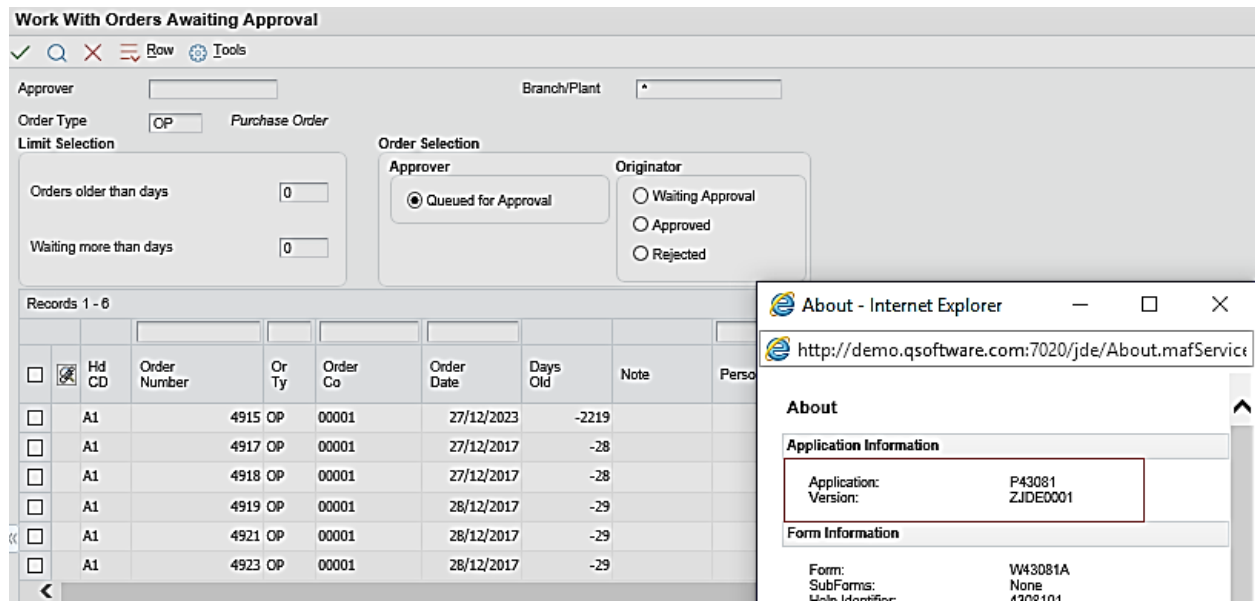 Work With Orders Awaiting Approval
Row Tools
Approver Branch/Plant *
Order Type OP Purchase Order
Limit Selection Order Selection
Approver Originator
Orders older than days 0 Queued for Approval Waiting Approval
Approved
Waiting more than days 0 Rejected
Records 1 - 6
Hd CD Order Number Or Ty Order Co Order Date Days Old Note Perso
A1 4915 OP 00001 27/12/2023 -2219
A1 4917 OP 00001 27/12/2017 -28
A1 4918 OP 00001 27/12/2017 -28
A1 4919 OP 00001 28/12/2017 -29
A1 4921 OP 00001 28/12/2017 -29
A1 4923 OP 00001 28/12/2017 -29
About - Internet Explorer
http://demo.qsoftware.com:7020/jde/About.mafService
About
Application Information
Application: P43081
Version: ZJDE0001
Form Information
Form: W43081A
SubForms: None
Help Identifier: 4308101